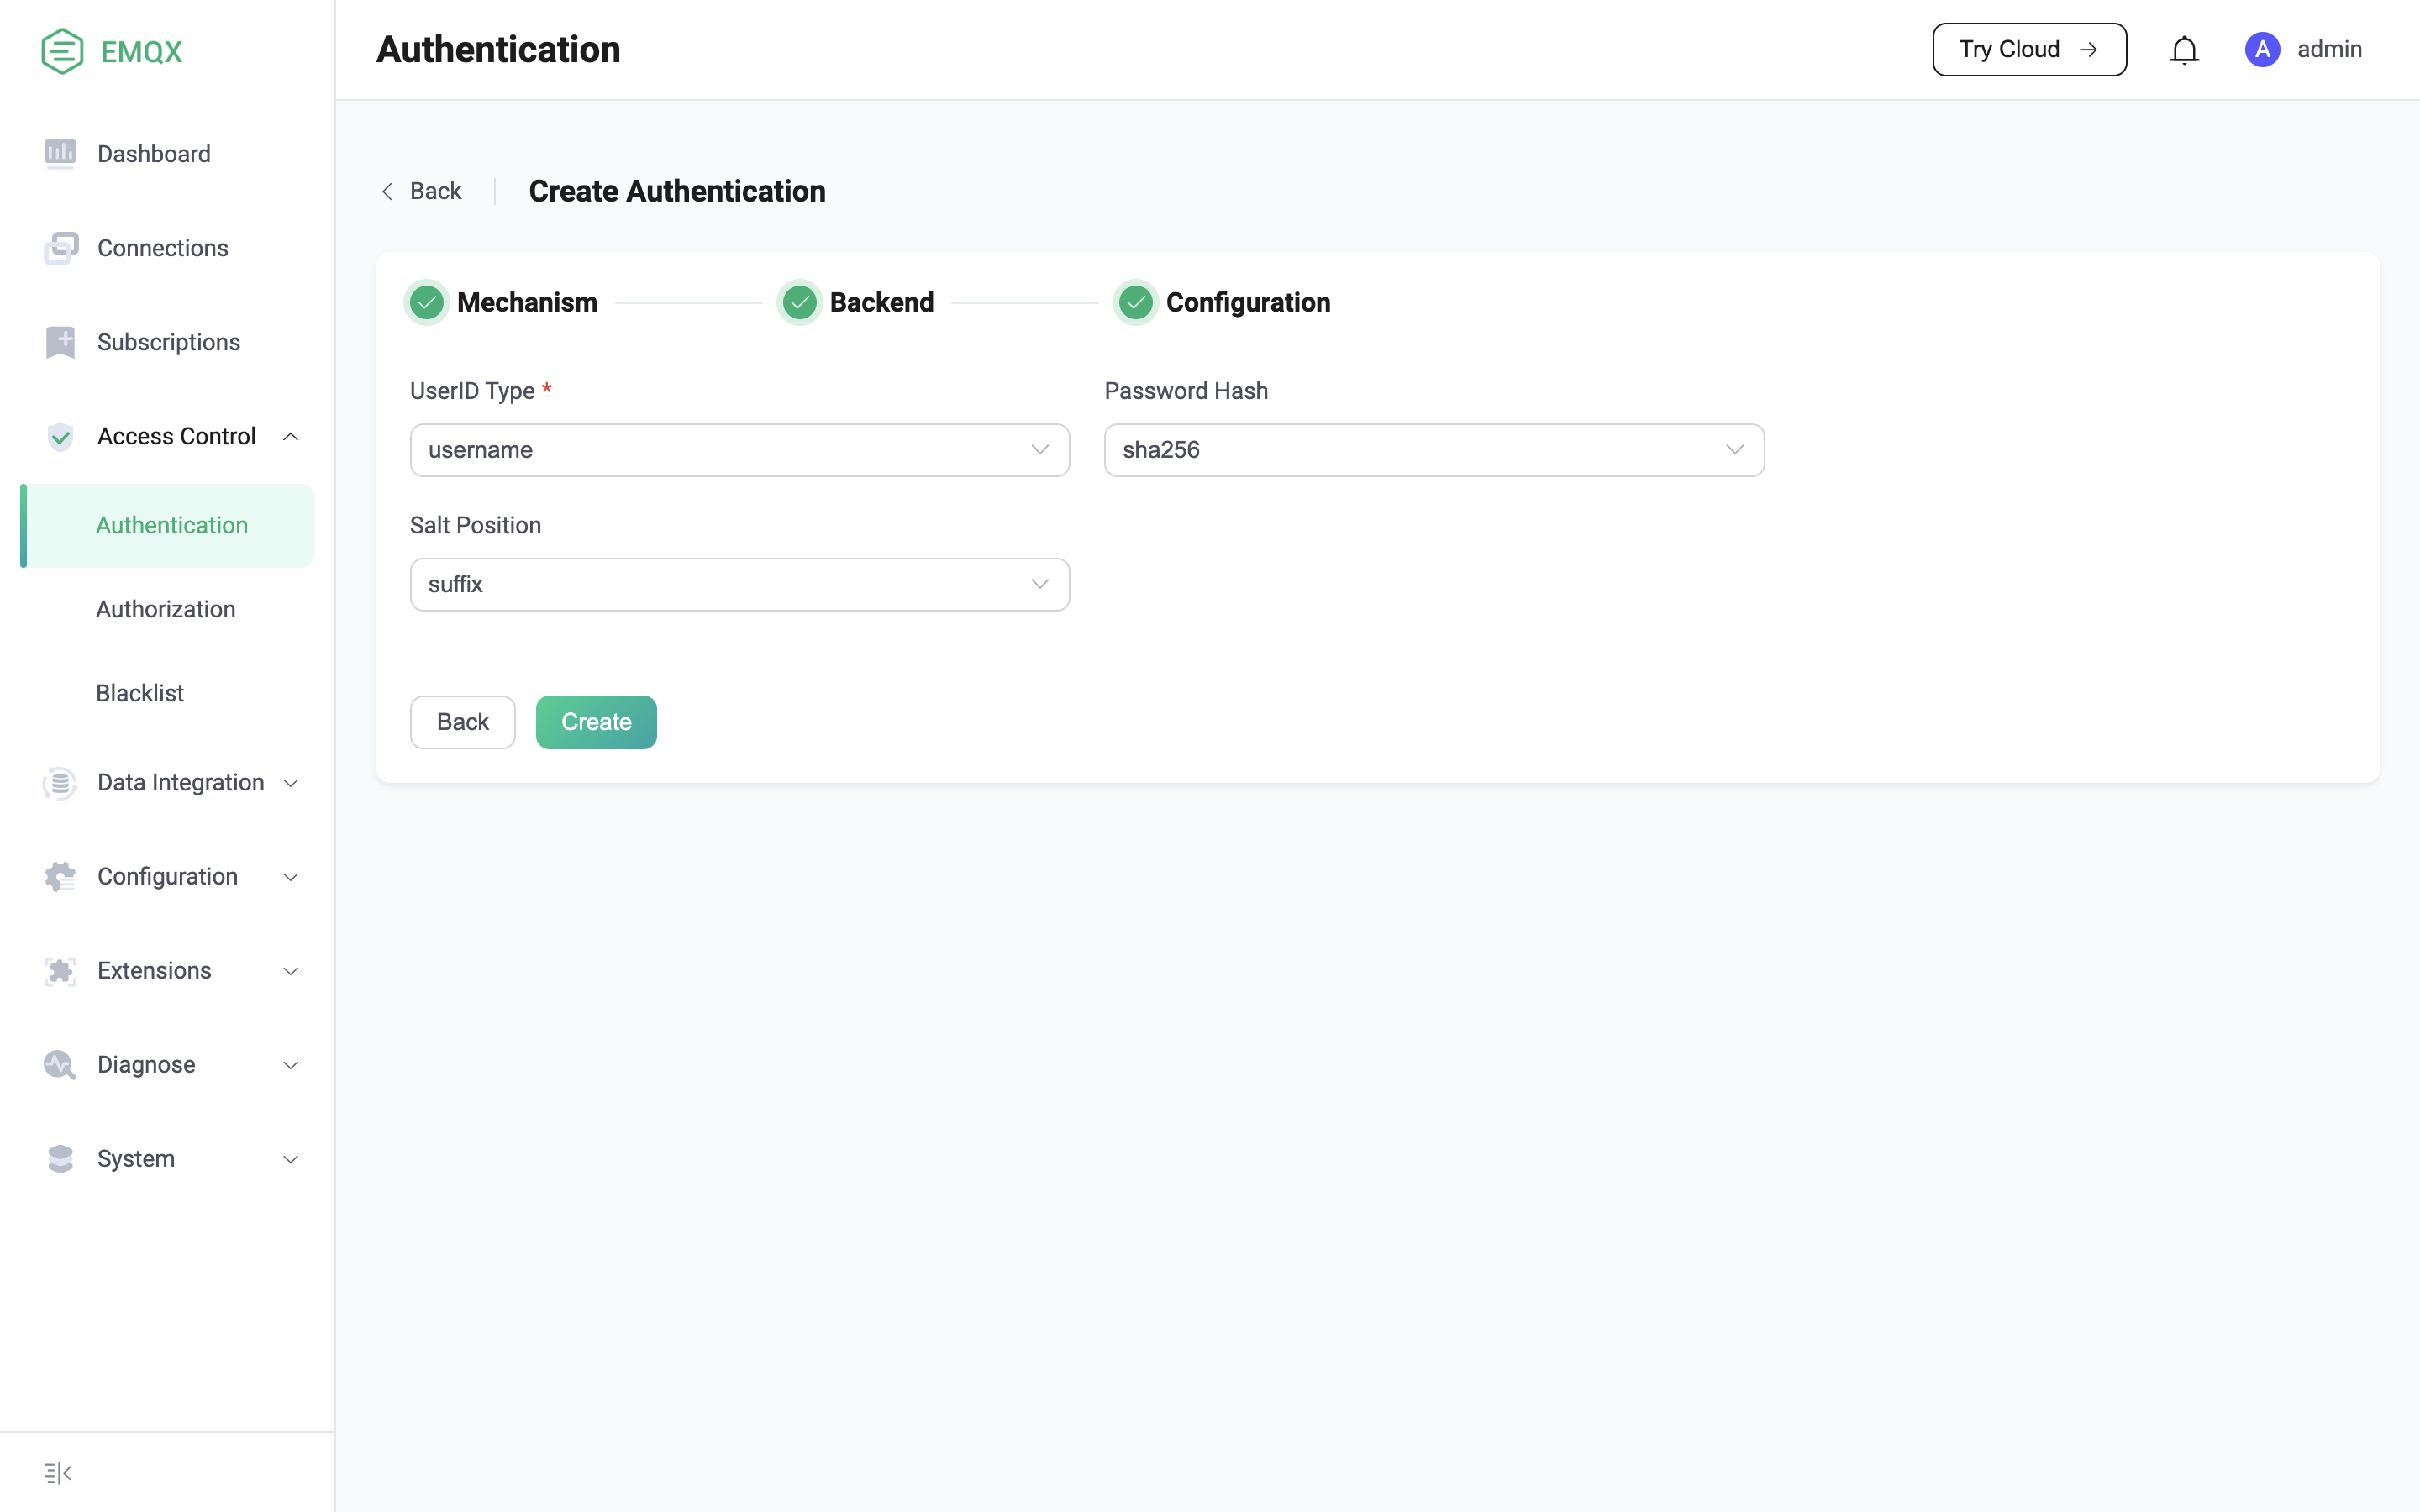 EMQX
Dashboard
Connections
Subscriptions
Access Control
Authentication
Authorization
Blacklist
Data Integration
Configuration
Extensions
Diagnose
System
Authentication
Try Cloud →
A admin
Back
Create Authentication
Mechanism
Backend
Configuration
UserID Type *
Password Hash
username
sha256
Salt Position
suffix
Back
Create